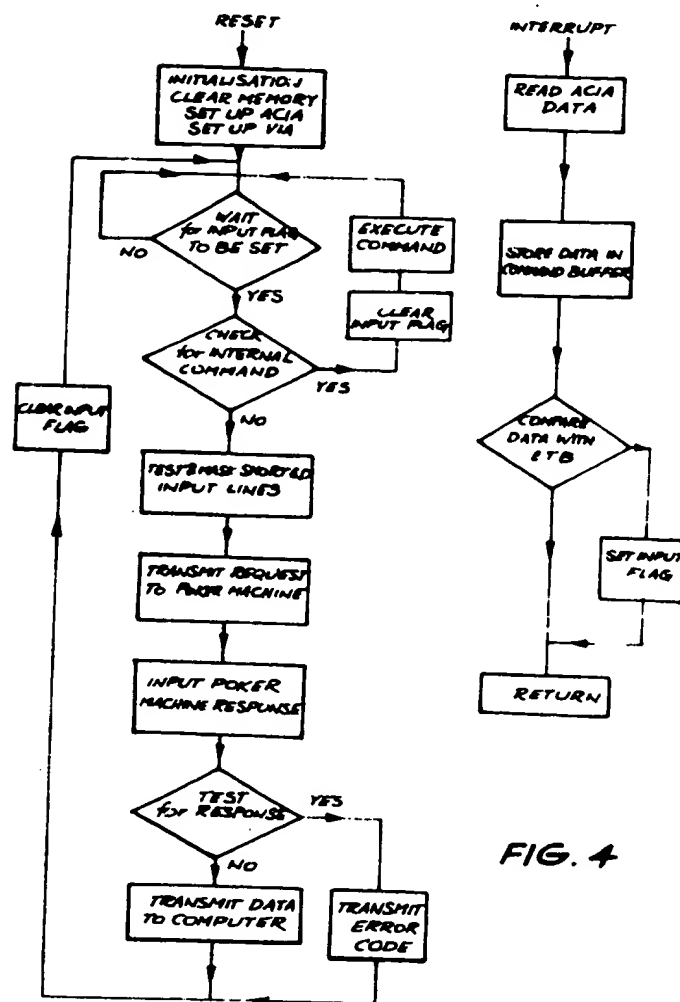 RESET
INITIALISATION
CLEAR MEMORY
SET UP ACIA
SET UP VIA
WAIT
for INPUT FLAG
TO BE SET
NO
YES
EXECUTE
COMMAND
CLEAR
INPUT FLAG
CHECK
for INTERNAL
COMMAND
YES
NO
CLEAR INPUT
FLAG
TEST & MASK SHORTED
INPUT LINES
TRANSMIT REQUEST
TO POKER MACHINE
INPUT POKER
MACHINE RESPONSE
TEST
for RESPONSE
YES
NO
TRANSMIT DATA
TO COMPUTER
TRANSMIT
ERROR
CODE
INTERRUPT
READ ACIA
DATA
STORE DATA IN
COMMAND BUFFER
COMPARE
DATA WITH
SET INPUT
FLAG
RETURN
FIG. 4